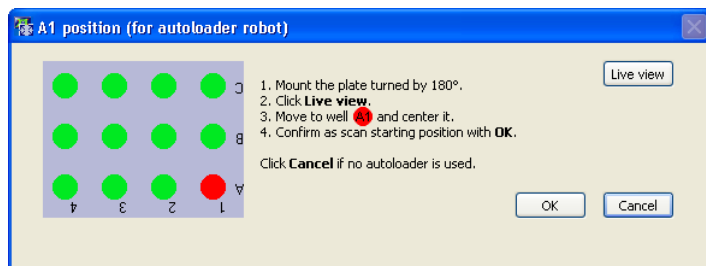 A1 position (for autoloader robot)
Live view
1. Mount the plate turned by 180°.
2. Click Live view.
3. Move to well A1 and center it.
4. Confirm as scan starting position with OK.
Click Cancel if no autoloader is used.
C
B
A
4 3 2 1
OK Cancel